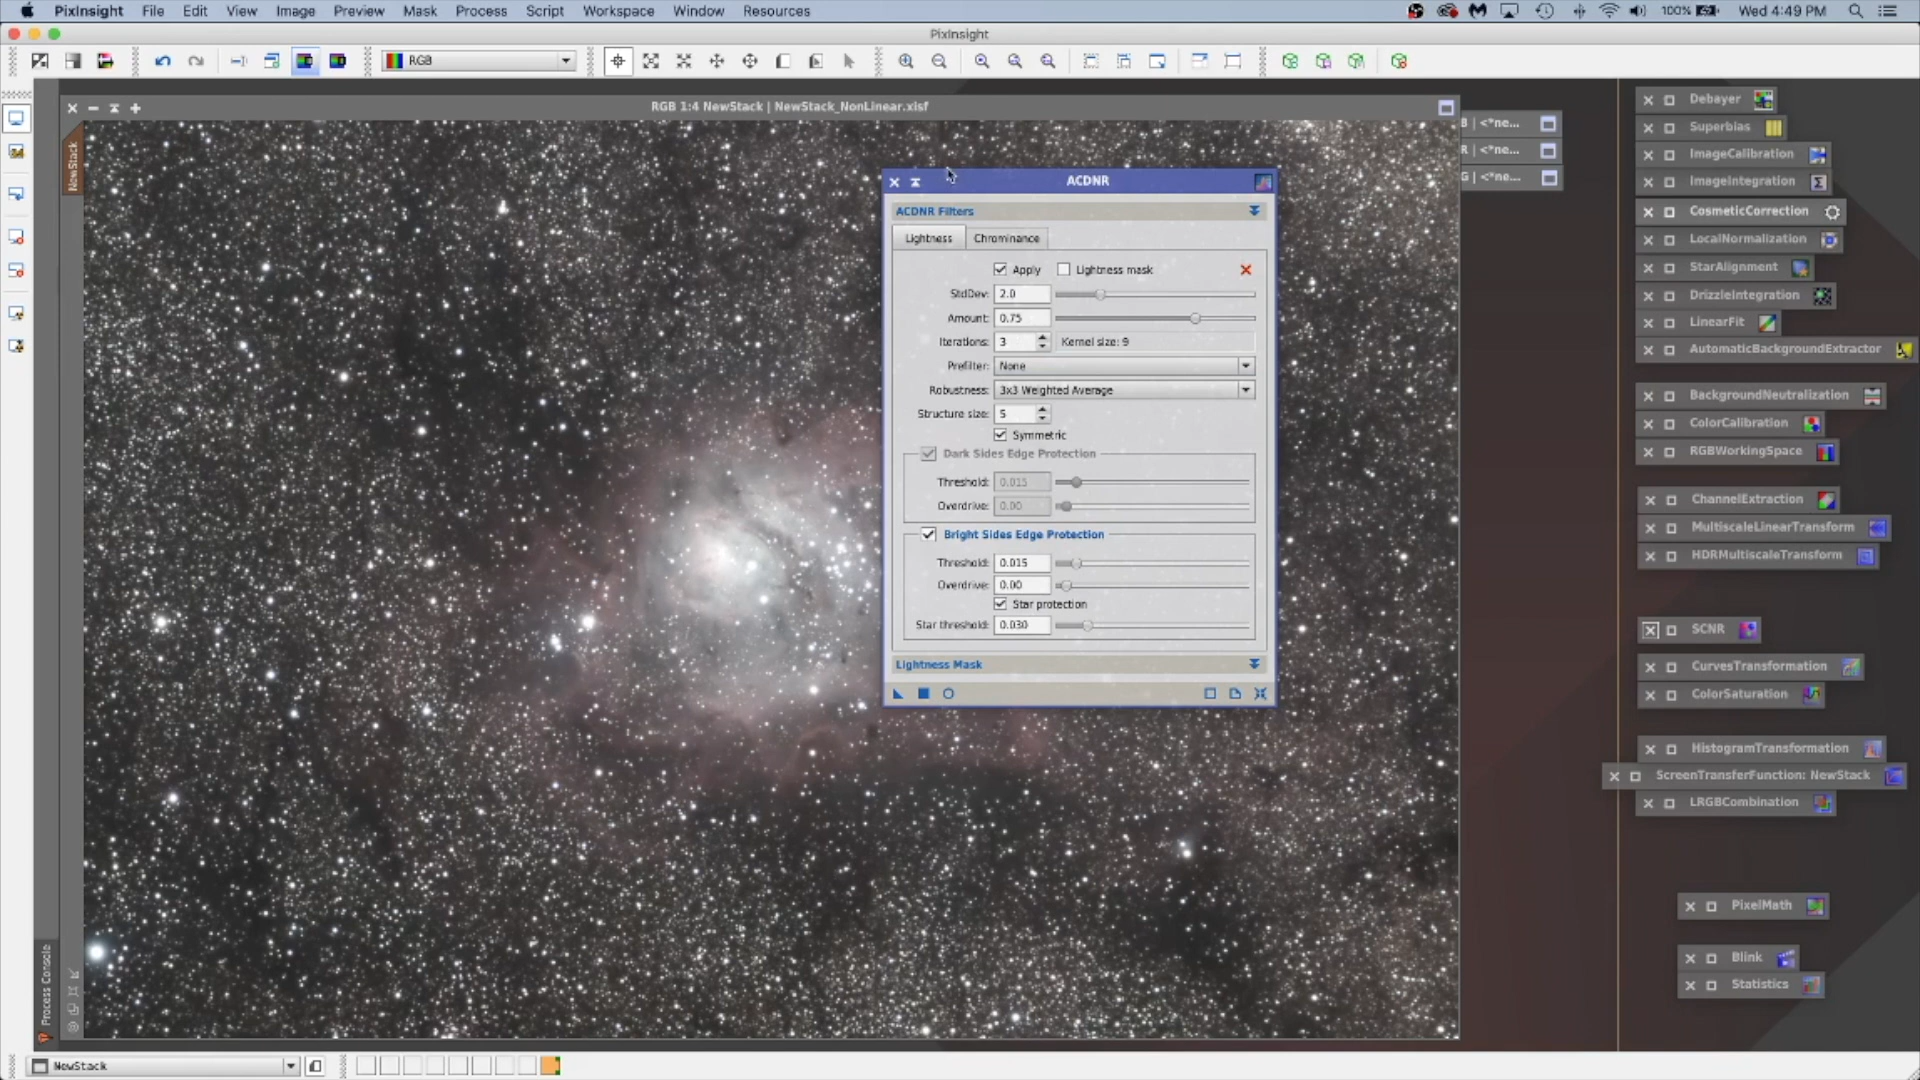 PixInsight File Edit View Image Preview Mask Process Script Workspace Window Resources 100% Wed 4:49 PM
PixInsight
RGB
RGB 1:4 NewStack | NewStack_NonLinear.xisf
NewStack
B | <*ne...
R | <*ne...
G | <*ne...
ACDNR
ACDNR Filters
Lightness Chrominance
Apply Lightness mask
StdDev: 2.0
Amount: 0.75
Iterations: 3 Kernel size: 9
Prefilter: None
Robustness: 3x3 Weighted Average
Structure size: 5
Symmetric
Dark Sides Edge Protection
Threshold: 0.015
Overdrive: 0.00
Bright Sides Edge Protection
Threshold: 0.015
Overdrive: 0.00
Star protection
Star threshold: 0.030
Lightness Mask
Debayer
Superbias
ImageCalibration
ImageIntegration
CosmeticCorrection
LocalNormalization
StarAlignment
DrizzleIntegration
LinearFit
AutomaticBackgroundExtractor
BackgroundNeutralization
ColorCalibration
RGBWorkingSpace
ChannelExtraction
MultiscaleLinearTransform
HDRMultiscaleTransform
SCNR
CurvesTransformation
ColorSaturation
HistogramTransformation
ScreenTransferFunction: NewStack
LRGBCombination
PixelMath
Blink
Statistics
Process Console
NewStack